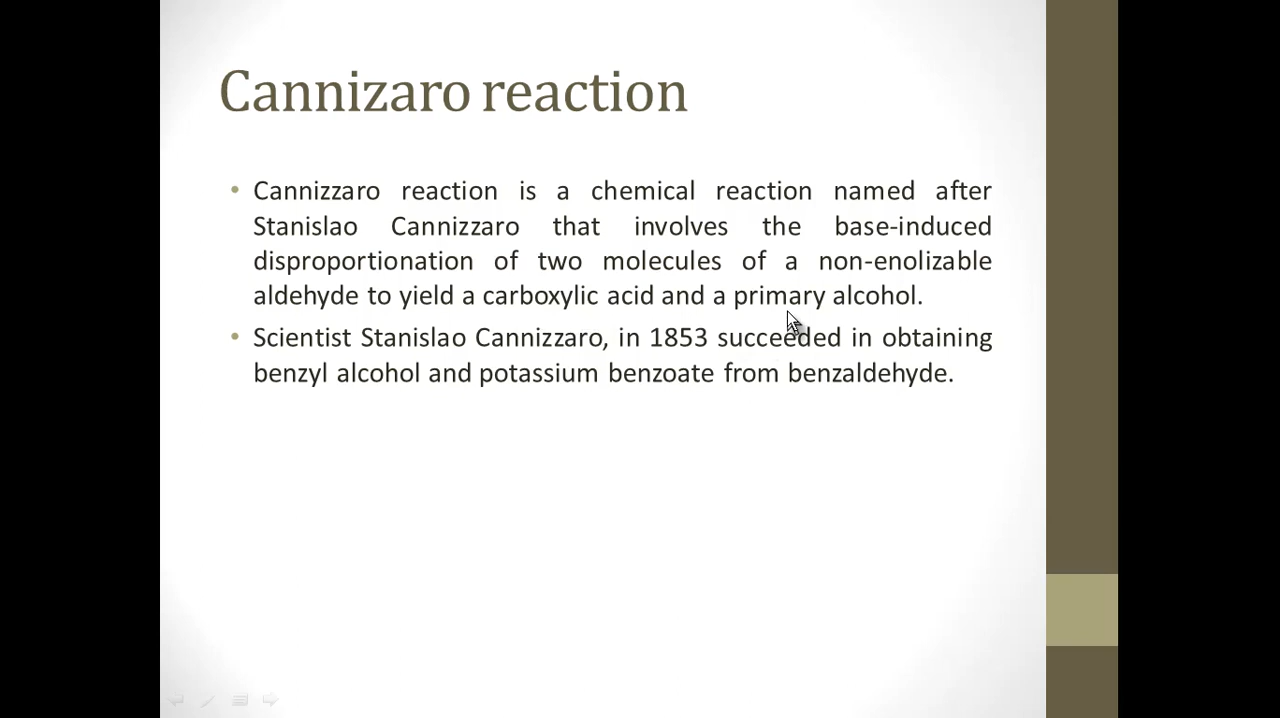 Cannizaro reaction
• Cannizzaro reaction is a chemical reaction named after
Stanislao Cannizzaro that involves the base-induced
disproportionation of two molecules of a non-enolizable
aldehyde to yield a carboxylic acid and a primary alcohol.
• Scientist Stanislao Cannizzaro, in 1853 succeeded in obtaining
benzyl alcohol and potassium benzoate from benzaldehyde.